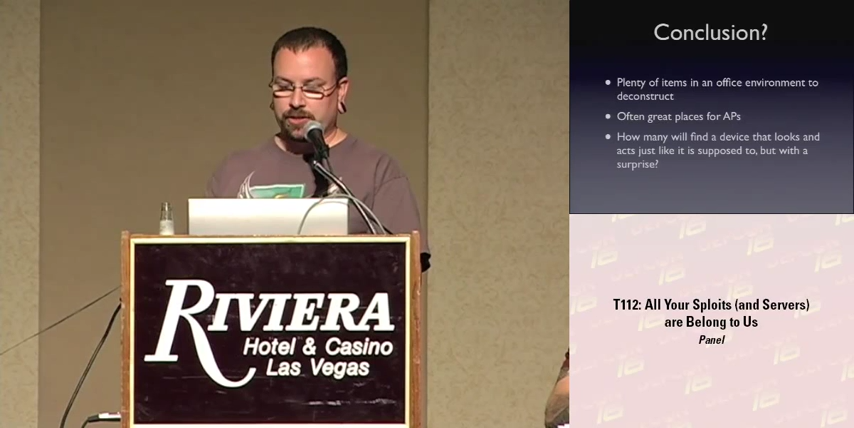 Conclusion?
• Plenty of items in an office environment to
deconstruct
• Often great places for APs
• How many will find a device that looks and
acts just like it is supposed to, but with a
surprise?
RIVIERA
Hotel & Casino
Las Vegas
T112: All Your Sploits (and Servers)
are Belong to Us
Panel